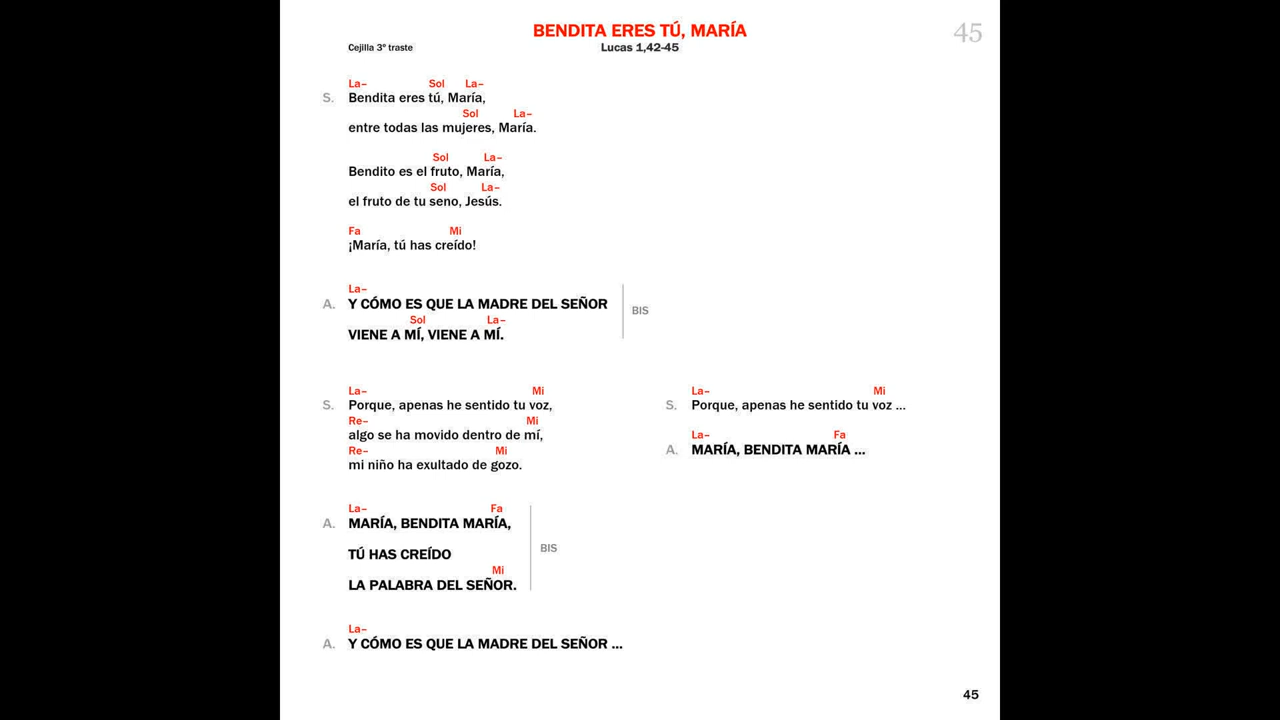 BENDITA ERES TÚ, MARÍA
45
Cejilla 3º traste
Lucas 1,42-45
La– Sol La–
S. Bendita eres tú, María,
Sol La–
entre todas las mujeres, María.
Sol La–
Bendito es el fruto, María,
Sol La–
el fruto de tu seno, Jesús.
Fa Mi
¡María, tú has creído!
La–
A. Y CÓMO ES QUE LA MADRE DEL SEÑOR
BIS
Sol La–
VIENE A MÍ, VIENE A MÍ.
La– Mi
S. Porque, apenas he sentido tu voz,
Re– Mi
algo se ha movido dentro de mí,
Re– Mi
mi niño ha exultado de gozo.
La– Fa
A. MARÍA, BENDITA MARÍA,
TÚ HAS CREÍDO
BIS
Mi
LA PALABRA DEL SEÑOR.
La–
A. Y CÓMO ES QUE LA MADRE DEL SEÑOR ...
La– Mi
S. Porque, apenas he sentido tu voz ...
La– Fa
A. MARÍA, BENDITA MARÍA ...
45